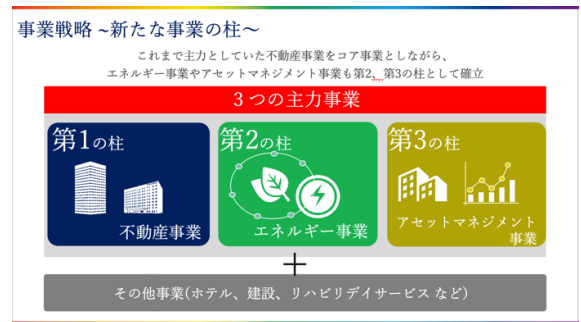 事業戦略 ~新たな事業の柱～
これまで主力としていた不動産事業をコア事業としながら、
エネルギー事業やアセットマネジメント事業も第2、第3の柱として確立
3つの主力事業
第1の柱
不動産事業
第2の柱
エネルギー事業
第3の柱
アセットマネジメント
事業
+
その他事業(ホテル、建設、リハビリデイサービス など)